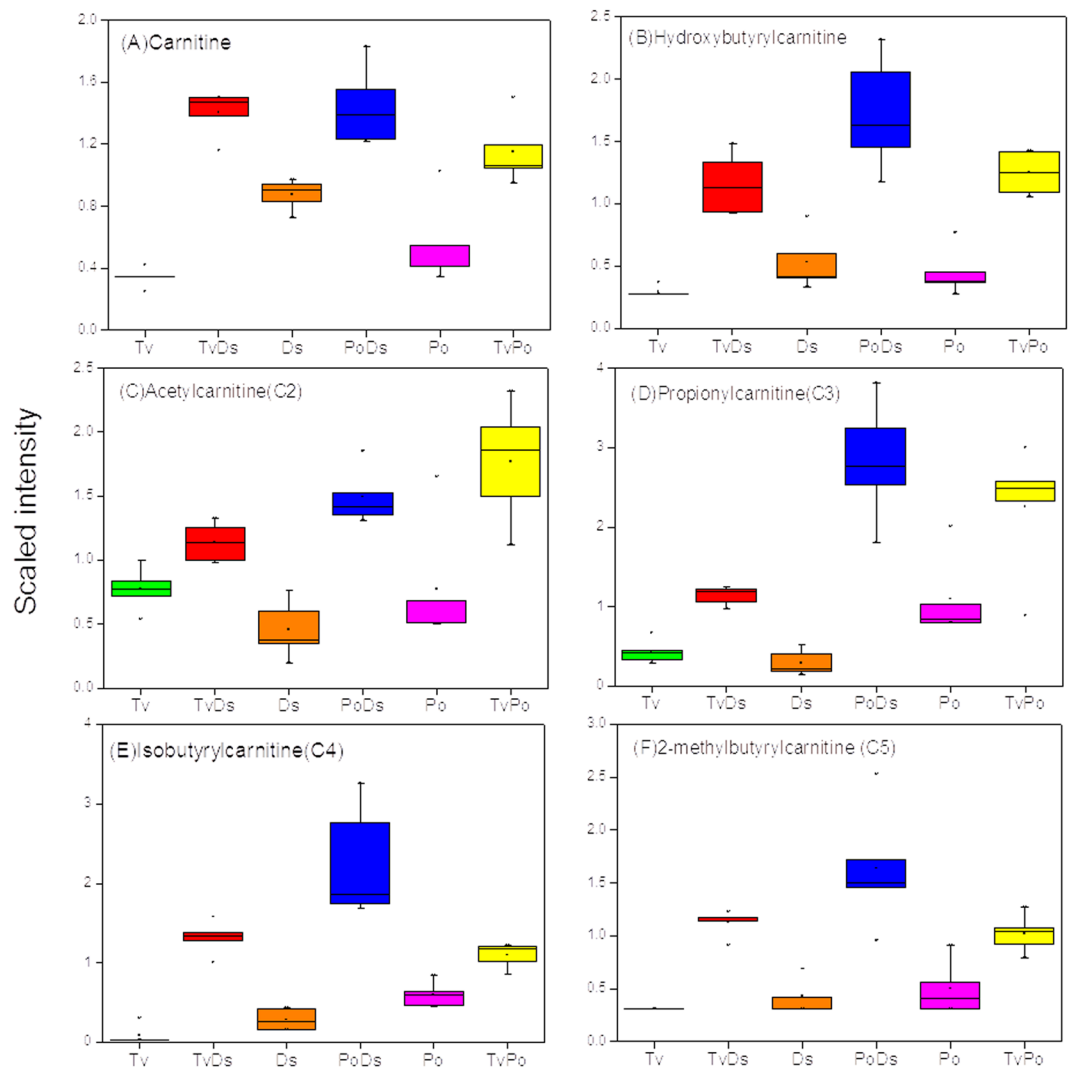 Scaled intensity
(A)Carnitine
2.0
1.6
1.2
0.8
0.4
0.0
Tv TvDs Ds PoDs Po TvPo
(B)Hydroxybutyrylcarnitine
2.5
2.0
1.5
1.0
0.5
0.0
Tv TvDs Ds PoDs Po TvPo
(C)Acetylcarnitine(C2)
2.5
2.0
1.5
1.0
0.5
0.0
Tv TvDs Ds PoDs Po TvPo
(D)Propionylcarnitine(C3)
4
3
2
1
0
Tv TvDs Ds PoDs Po TvPo
(E)Isobutyrylcarnitine(C4)
4
3
2
1
0
Tv TvDs Ds PoDs Po TvPo
(F)2-methylbutyrylcarnitine (C5)
3.0
2.5
2.0
1.5
1.0
0.5
0.0
Tv TvDs Ds PoDs Po TvPo